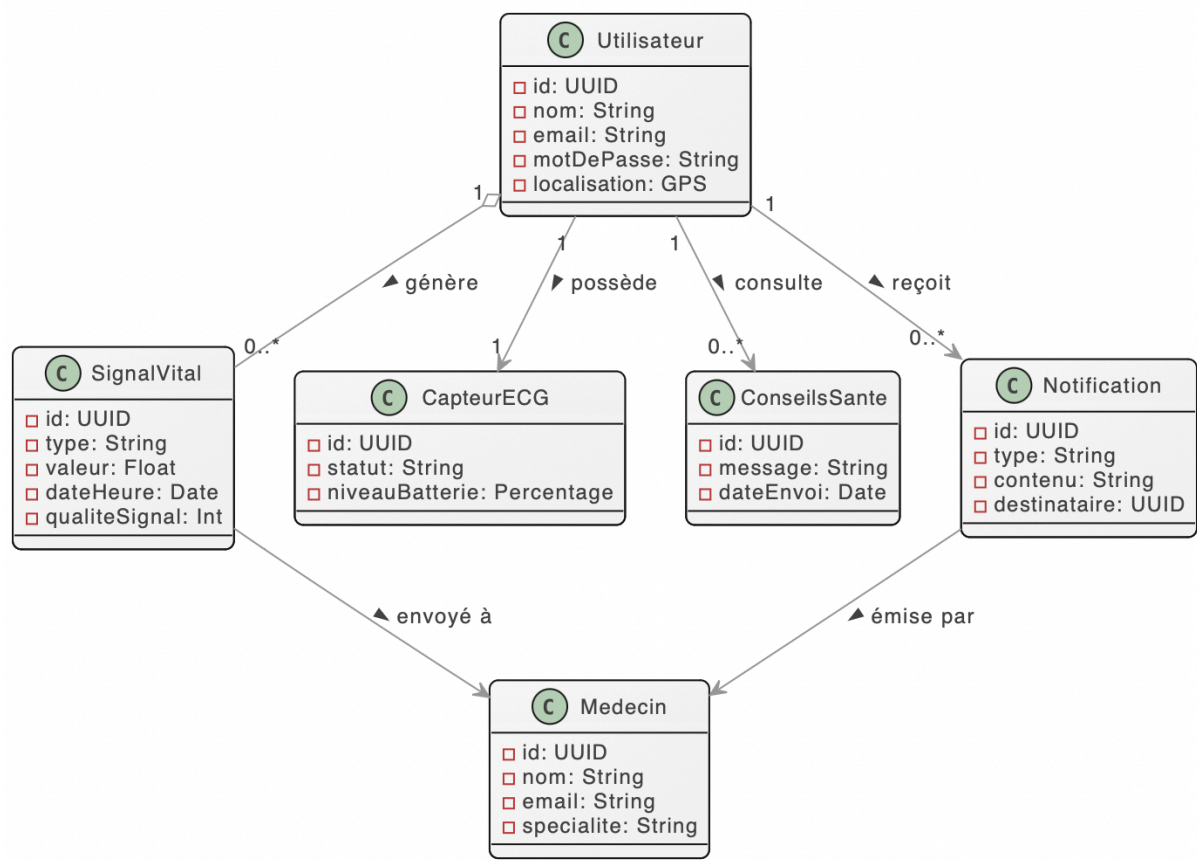 C Utilisateur
id: UUID
nom: String
email: String
motDePasse: String
localisation: GPS
1
1
1
1
génère
possède
consulte
reçoit
0..*
1
0..*
0..*
C SignalVital
id: UUID
type: String
valeur: Float
dateHeure: Date
qualiteSignal: Int
C CapteurECG
id: UUID
statut: String
niveauBatterie: Percentage
C ConseilsSante
id: UUID
message: String
dateEnvoi: Date
C Notification
id: UUID
type: String
contenu: String
destinataire: UUID
envoyé à
émise par
C Medecin
id: UUID
nom: String
email: String
specialite: String